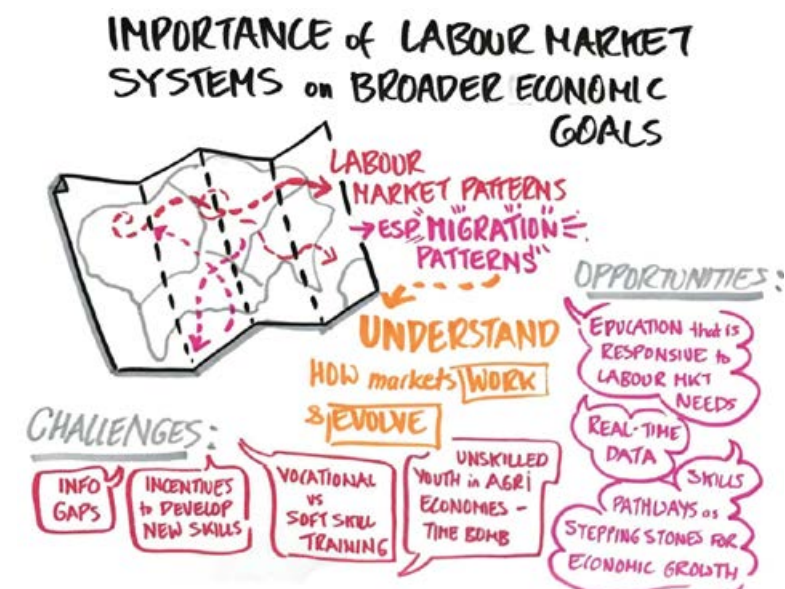 IMPORTANCE of LABOUR MARKET
SYSTEMS on BROADER ECONOMIC
GOALS
LABOUR
MARKET PATTERNS
→ ESP. "MIGRATION
PATTERNS"
UNDERSTAND
HOW markets WORK
& EVOLVE
OPPORTUNITIES:
EDUCATION that is
RESPONSIVE to
LABOUR MKT
NEEDS
REAL-TIME
DATA
SKILLS
PATHWAYS as
STEPPING STONES FOR
ECONOMIC GROWTH
CHALLENGES:
INFO
GAPS
INCENTIVES
to DEVELOP
NEW SKILLS
VOCATIONAL
vs
SOFT SKILL
TRAINING
UNSKILLED
YOUTH in AGRI
ECONOMIES -
TIME BOMB